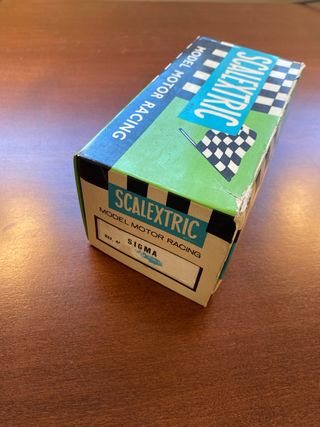 SCALEXTRIC
MODEL MOTOR RACING
SCALEXTRIC
MODEL MOTOR RACING
SIGMA